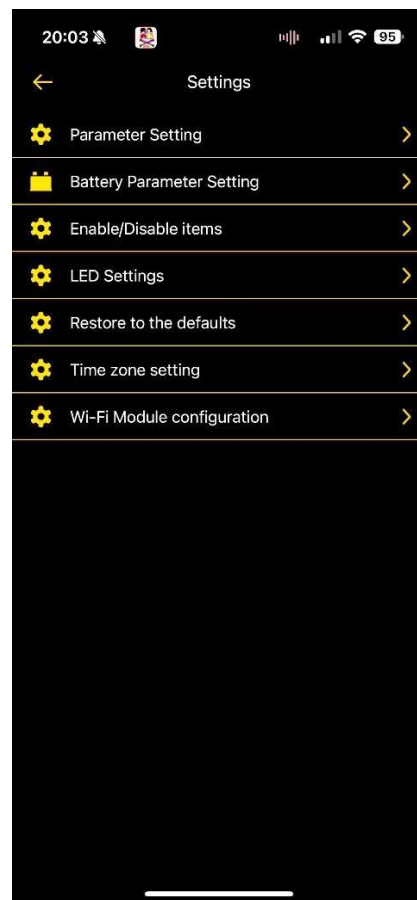 20:03
95
Settings
Parameter Setting
Battery Parameter Setting
Enable/Disable items
LED Settings
Restore to the defaults
Time zone setting
Wi-Fi Module configuration